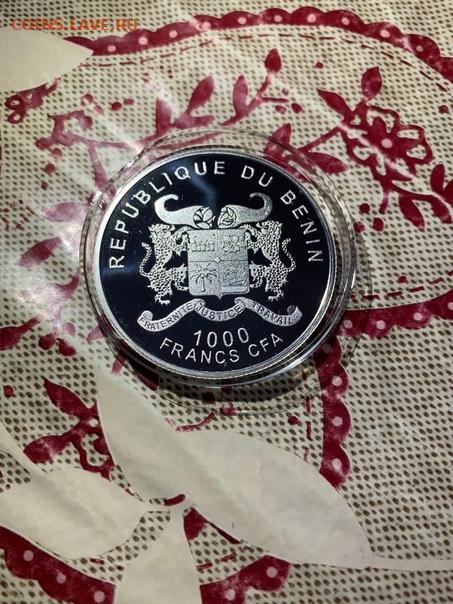 COINS.LAVE.RU
REPUBLIQUE DU BENIN
FRATERNITE JUSTICE TRAVAIL
1000
FRANCS CFA